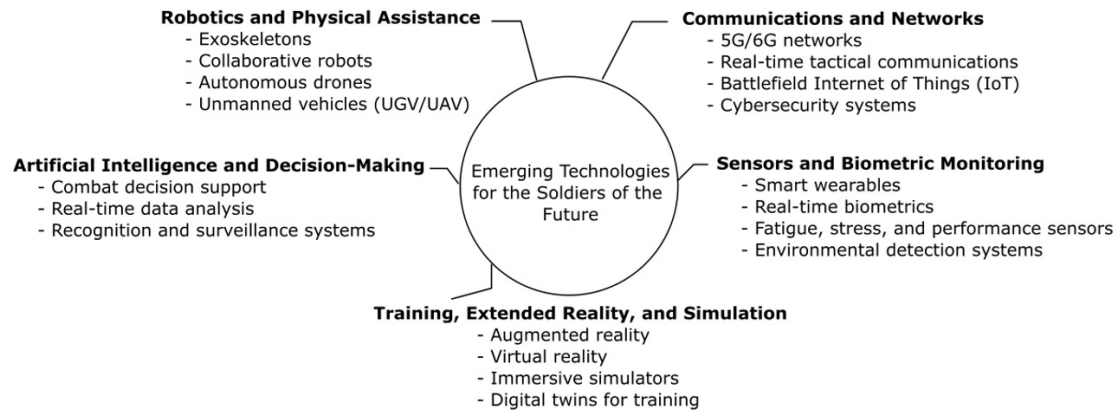 Robotics and Physical Assistance
- Exoskeletons
- Collaborative robots
- Autonomous drones
- Unmanned vehicles (UGV/UAV)
Communications and Networks
- 5G/6G networks
- Real-time tactical communications
- Battlefield Internet of Things (IoT)
- Cybersecurity systems
Artificial Intelligence and Decision-Making
- Combat decision support
- Real-time data analysis
- Recognition and surveillance systems
Emerging Technologies
for the Soldiers of the
Future
Sensors and Biometric Monitoring
- Smart wearables
- Real-time biometrics
- Fatigue, stress, and performance sensors
- Environmental detection systems
Training, Extended Reality, and Simulation
- Augmented reality
- Virtual reality
- Immersive simulators
- Digital twins for training